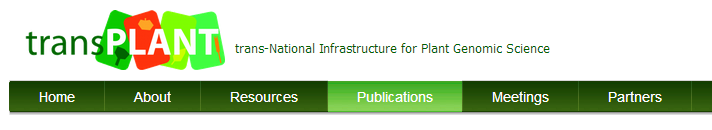 transPLANT
trans-National Infrastructure for Plant Genomic Science
Home About Resources Publications Meetings Partners